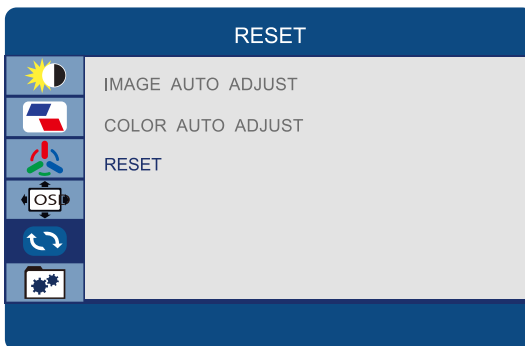 RESET
IMAGE AUTO ADJUST
COLOR AUTO ADJUST
RESET
OSD